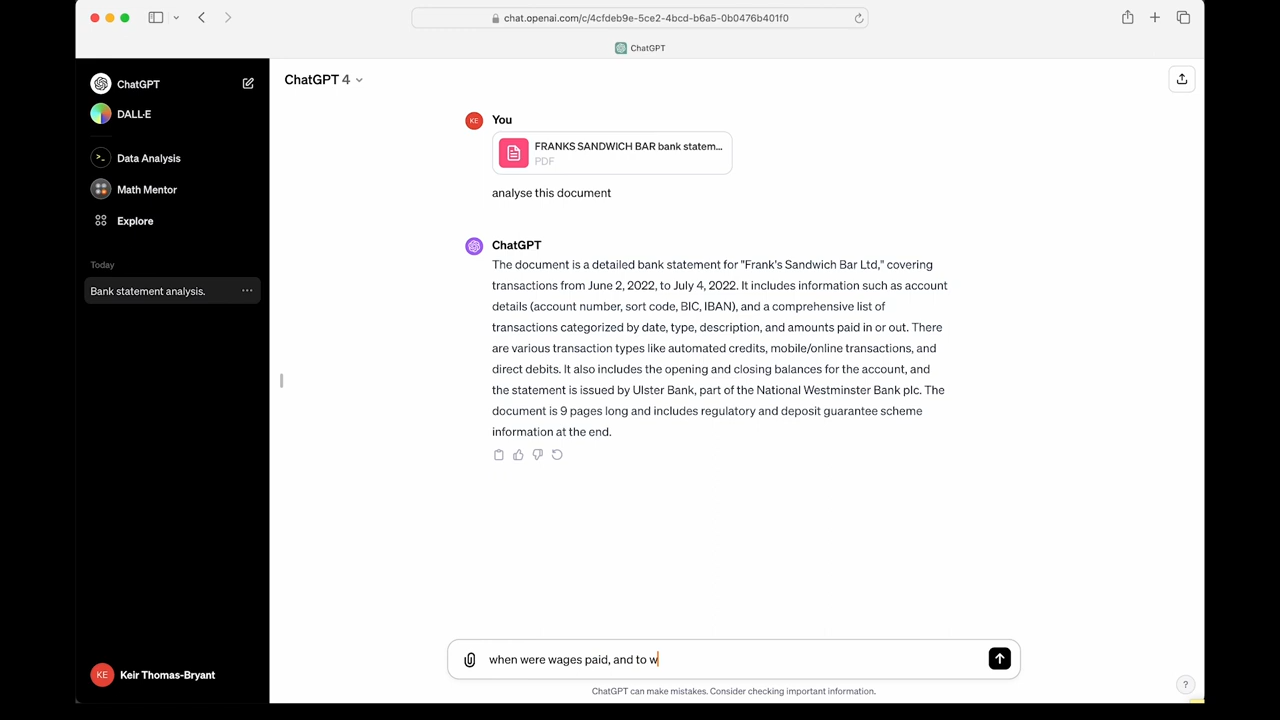 chat.openai.com/c/4cfdeb9e-5ce2-4bcd-b6a5-0b0476b401f0
ChatGPT
ChatGPT
DALL·E
Data Analysis
Math Mentor
Explore
Today
Bank statement analysis.
Keir Thomas-Bryant
KE
ChatGPT 4
KE
You
FRANKS SANDWICH BAR bank statem...
PDF
analyse this document
ChatGPT
The document is a detailed bank statement for "Frank's Sandwich Bar Ltd," covering
transactions from June 2, 2022, to July 4, 2022. It includes information such as account
details (account number, sort code, BIC, IBAN), and a comprehensive list of
transactions categorized by date, type, description, and amounts paid in or out. There
are various transaction types like automated credits, mobile/online transactions, and
direct debits. It also includes the opening and closing balances for the account, and
the statement is issued by Ulster Bank, part of the National Westminster Bank plc. The
document is 9 pages long and includes regulatory and deposit guarantee scheme
information at the end.
when were wages paid, and to w
ChatGPT can make mistakes. Consider checking important information.
?